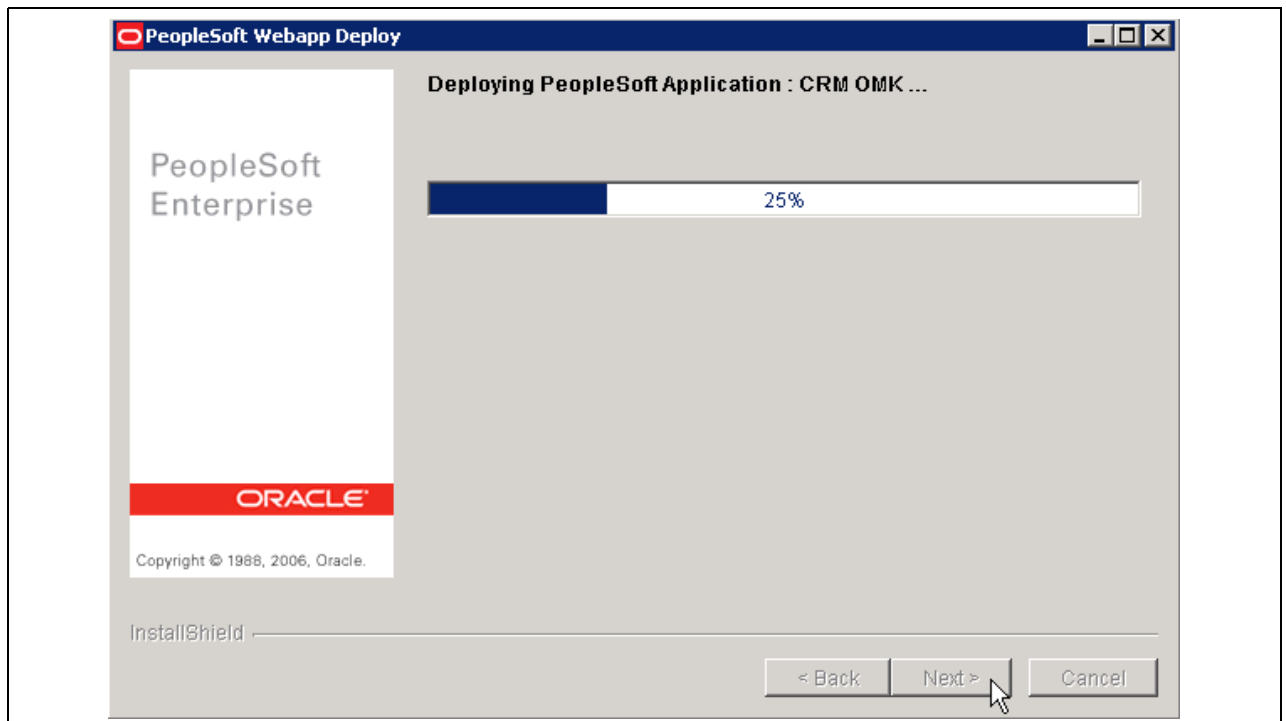 PeopleSoft Webapp Deploy
Deploying PeopleSoft Application : CRM OMK ...
PeopleSoft
Enterprise
25%
ORACLE
Copyright © 1988, 2006, Oracle.
InstallShield
< Back
Next >
Cancel